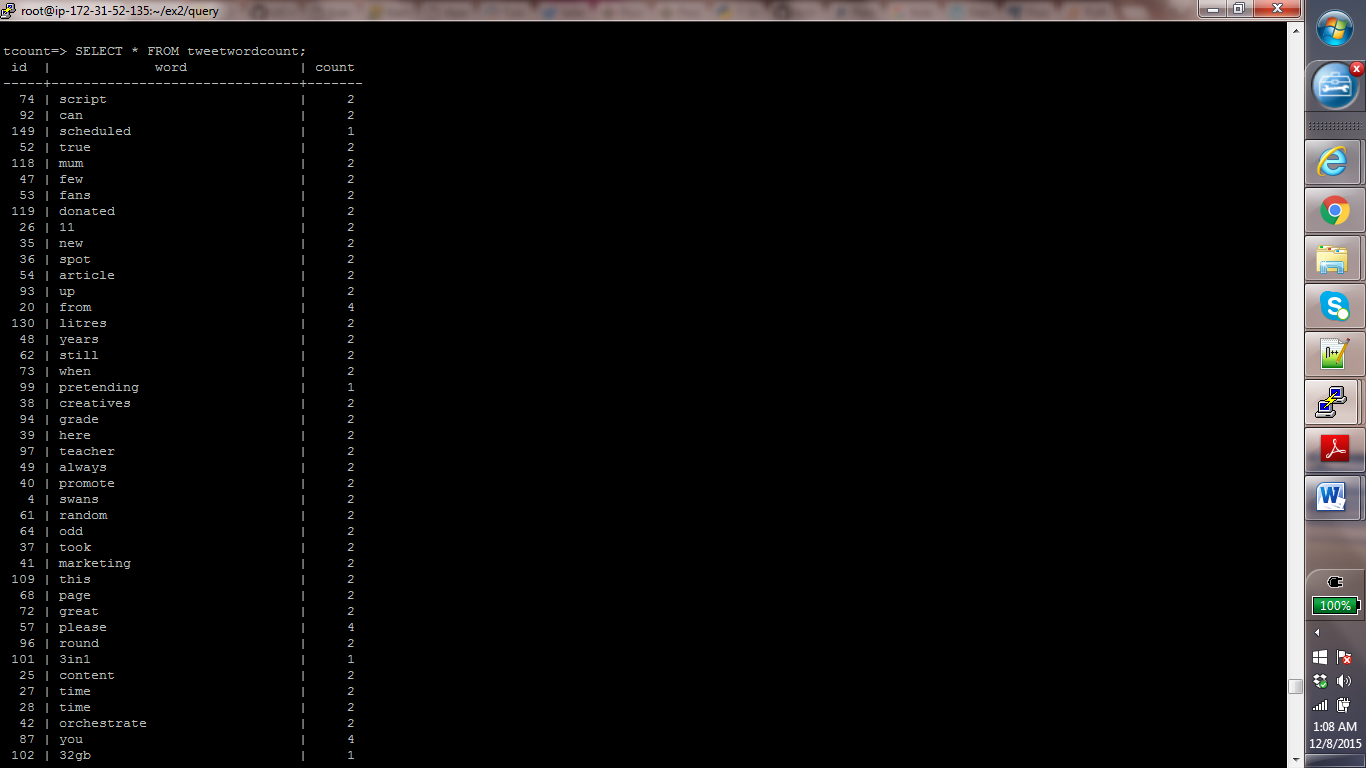 root@ip-172-31-52-135:~/ex2/query
tcount=> SELECT * FROM tweetwordcount;
 id  |             word              | count
-----+-------------------------------+-------
  74 | script                        |     2
  92 | can                           |     2
 149 | scheduled                     |     1
  52 | true                          |     2
 118 | mum                           |     2
  47 | few                           |     2
  53 | fans                          |     2
 119 | donated                       |     2
  26 | 11                            |     2
  35 | new                           |     2
  36 | spot                          |     2
  54 | article                       |     2
  93 | up                            |     2
  20 | from                          |     4
 130 | litres                        |     2
  48 | years                         |     2
  62 | still                         |     2
  73 | when                          |     2
  99 | pretending                    |     1
  38 | creatives                     |     2
  94 | grade                         |     2
  39 | here                          |     2
  97 | teacher                       |     2
  49 | always                        |     2
  40 | promote                       |     2
   4 | swans                         |     2
  61 | random                        |     2
  64 | odd                           |     2
  37 | took                          |     2
  41 | marketing                     |     2
 109 | this                          |     2
  68 | page                          |     2
  72 | great                         |     2
  57 | please                        |     4
  96 | round                         |     2
 101 | 3in1                          |     1
  25 | content                       |     2
  27 | time                          |     2
  28 | time                          |     2
  42 | orchestrate                   |     2
  87 | you                           |     4
 102 | 32gb                          |     1
100%
1:08 AM
12/8/2015